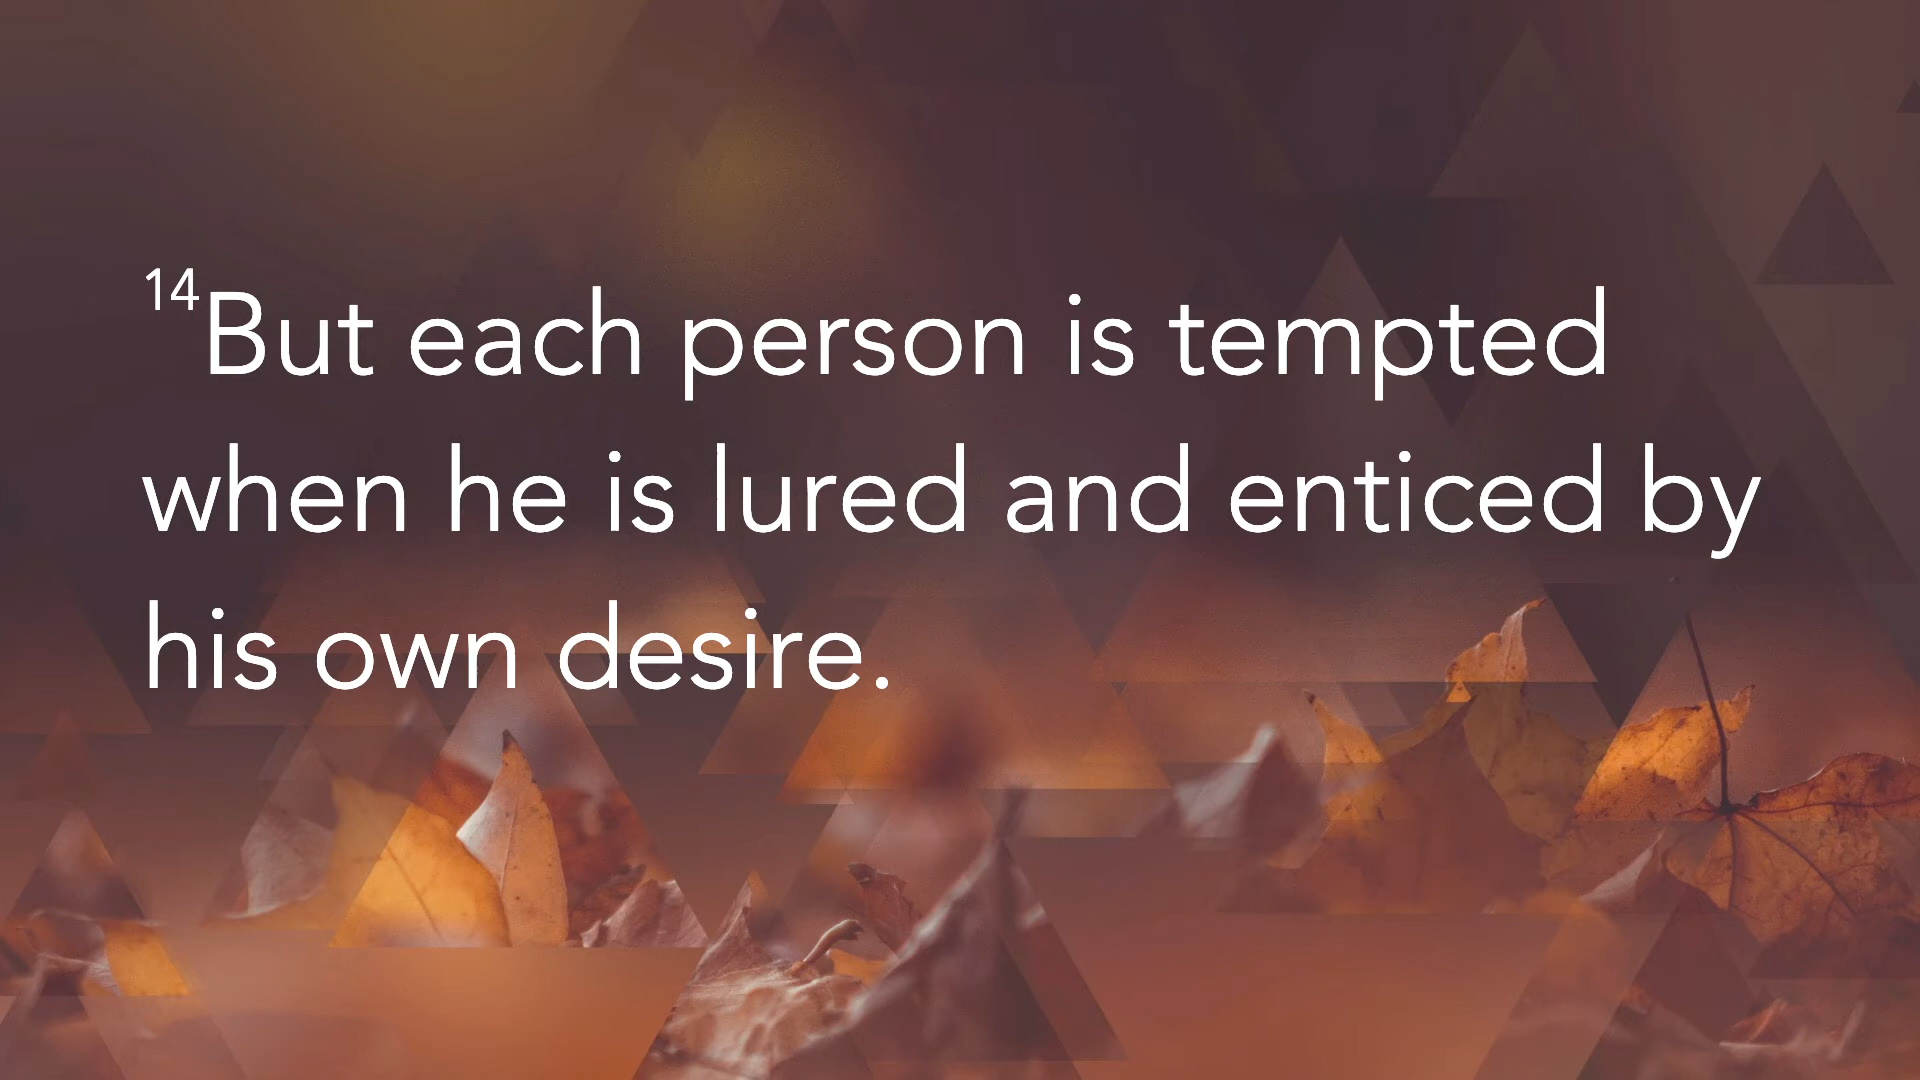 14But each person is tempted
when he is lured and enticed by
his own desire.